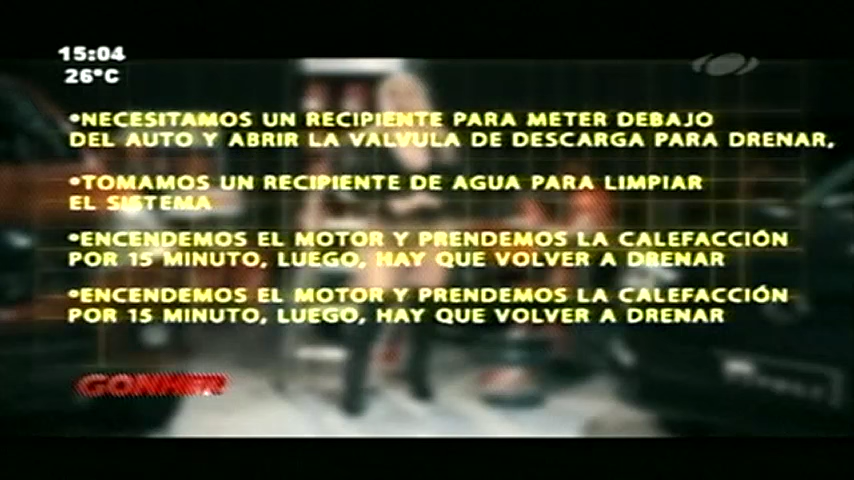 15:04
26°C
•NECESITAMOS UN RECIPIENTE PARA METER DEBAJO
DEL AUTO Y ABRIR LA VALVULA DE DESCARGA PARA DRENAR,
•TOMAMOS UN RECIPIENTE DE AGUA PARA LIMPIAR
EL SISTEMA
•ENCENDEMOS EL MOTOR Y PRENDEMOS LA CALEFACCIÓN
POR 15 MINUTO, LUEGO, HAY QUE VOLVER A DRENAR
•ENCENDEMOS EL MOTOR Y PRENDEMOS LA CALEFACCIÓN
POR 15 MINUTO, LUEGO, HAY QUE VOLVER A DRENAR
GONHER